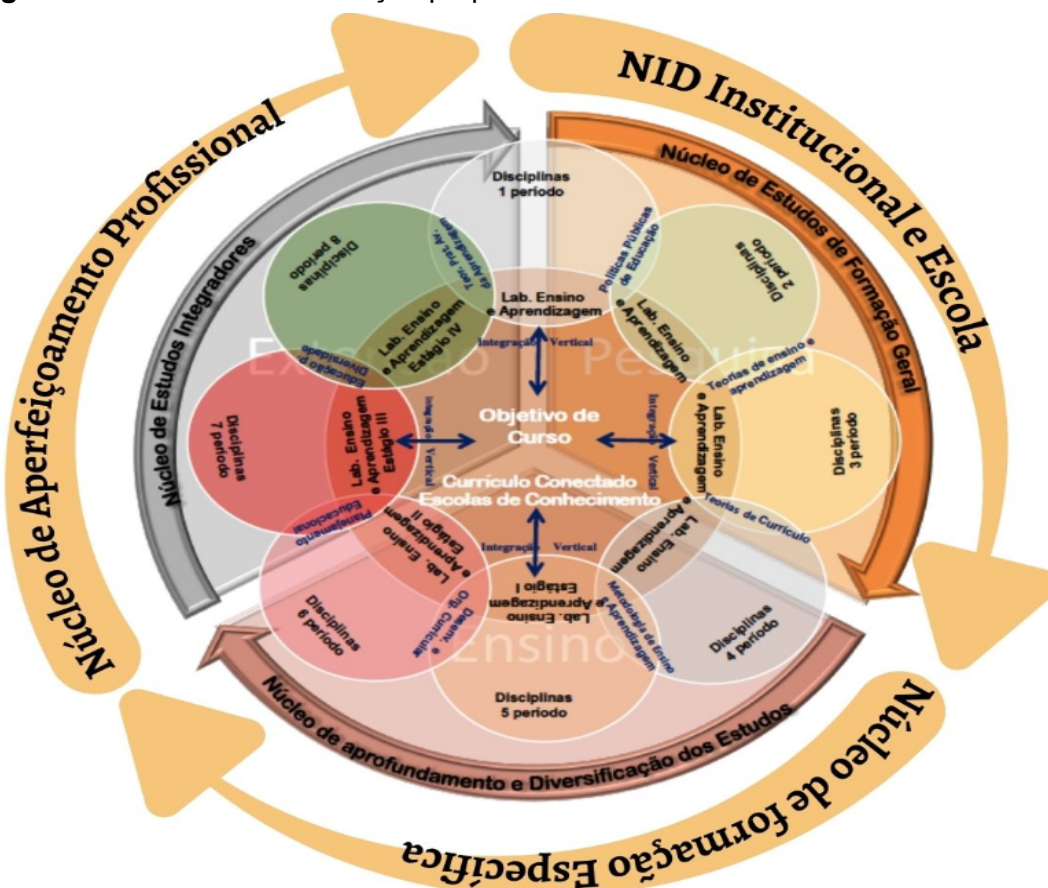 NID Institucional e Escola
Núcleo de formação Específica
Núcleo de Aperfeiçoamento Profissional
Núcleo de Estudos de Formação Geral
Núcleo de aprofundamento e Diversificação dos Estudos
Núcleo de Estudos Integradores
Disciplinas
1 período
Políticas Públicas
de Educação
Disciplinas
2 período
Teorias de ensino e
aprendizagem
Disciplinas
3 período
Teorias de Currículo
Disciplinas
4 período
Metodologia de Ensino
e Aprendizagem
Disciplinas
5 período
Desenv. e
Org. Curricular
Disciplinas
6 período
Planejamento
Educacional
Disciplinas
7 período
Educação P
Diversidade
Disciplinas
8 período
Teor. Prat. Av.
da Aprendizagem
Lab. Ensino
e Aprendizagem
Lab. Ensino
e Aprendizagem
Lab. Ensino
e Aprendizagem
Lab. Ensino
e Aprendizagem
Lab. Ensino
e Aprendizagem
Estágio I
Lab. Ensino
e Aprendizagem
Estágio II
Lab. Ensino
e Aprendizagem
Estágio III
Lab. Ensino
e Aprendizagem
Estágio IV
Integração Vertical
Integração Vertical
Integração Vertical
Integração Vertical
Extensão
Pesquisa
Ensino
Objetivo de
Curso
Currículo Conectado
Escolas de Conhecimento